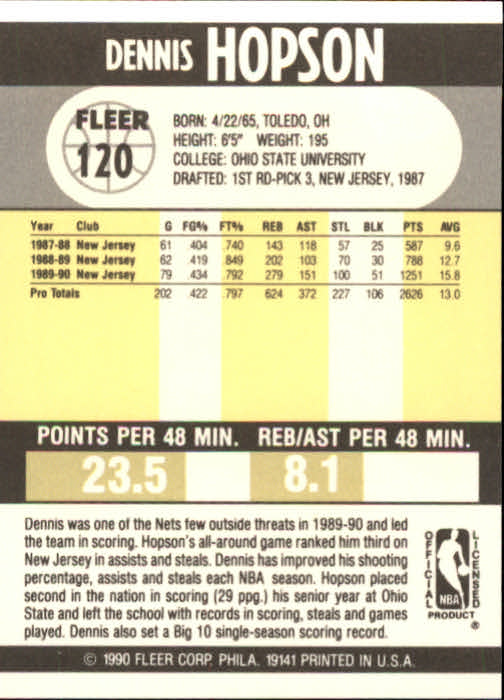 DENNIS HOPSON
FLEER
120
BORN: 4/22/65, TOLEDO, OH
HEIGHT: 6'5" WEIGHT: 195
COLLEGE: OHIO STATE UNIVERSITY
DRAFTED: 1ST RD-PICK 3, NEW JERSEY, 1987
Year Club G FG% FT% REB AST STL BLK PTS AVG
1987-88 New Jersey 61 .404 .740 143 118 57 25 587 9.6
1988-89 New Jersey 62 .419 .849 202 103 70 30 788 12.7
1989-90 New Jersey 79 .434 .792 279 151 100 51 1251 15.8
Pro Totals 202 .422 .797 624 372 227 106 2626 13.0
POINTS PER 48 MIN. REB/AST PER 48 MIN.
23.5 8.1
Dennis was one of the Nets few outside threats in 1989-90 and led
the team in scoring. Hopson's all-around game ranked him third on
New Jersey in assists and steals. Dennis has improved his shooting
percentage, assists and steals each NBA season. Hopson placed
second in the nation in scoring (29 ppg.) his senior year at Ohio
State and left the school with records in scoring, steals and games
played. Dennis also set a Big 10 single-season scoring record.
OFFICIAL
LICENSED
NBA
PRODUCT
®
© 1990 FLEER CORP. PHILA. 19141 PRINTED IN U.S.A.